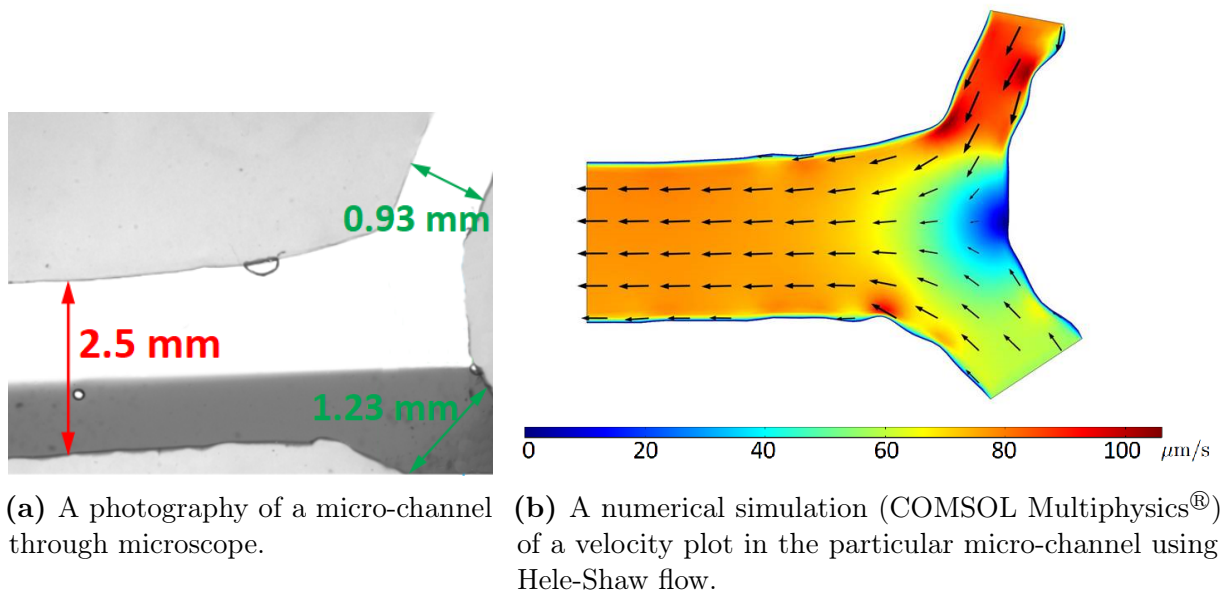 0.93 mm
2.5 mm
1.23 mm
0 20 40 60 80 100 μm/s
(a) A photography of a micro-channel
through microscope.
(b) A numerical simulation (COMSOL Multiphysics®)
of a velocity plot in the particular micro-channel using
Hele-Shaw flow.